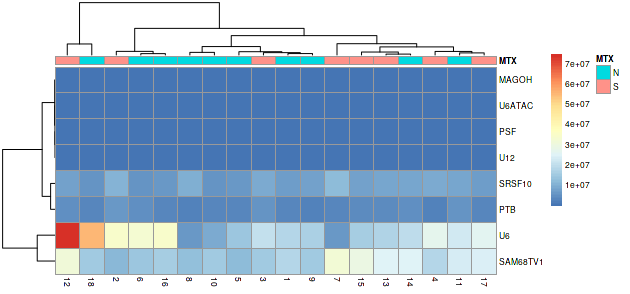 MTX
MAGOH
U6ATAC
PSF
U12
SRSF10
PTB
U6
SAM68TV1
12 18 2 6 16 8 10 5 3 1 9 7 15 13 14 4 11 17
7e+07
6e+07
5e+07
4e+07
3e+07
2e+07
1e+07
MTX
N
S